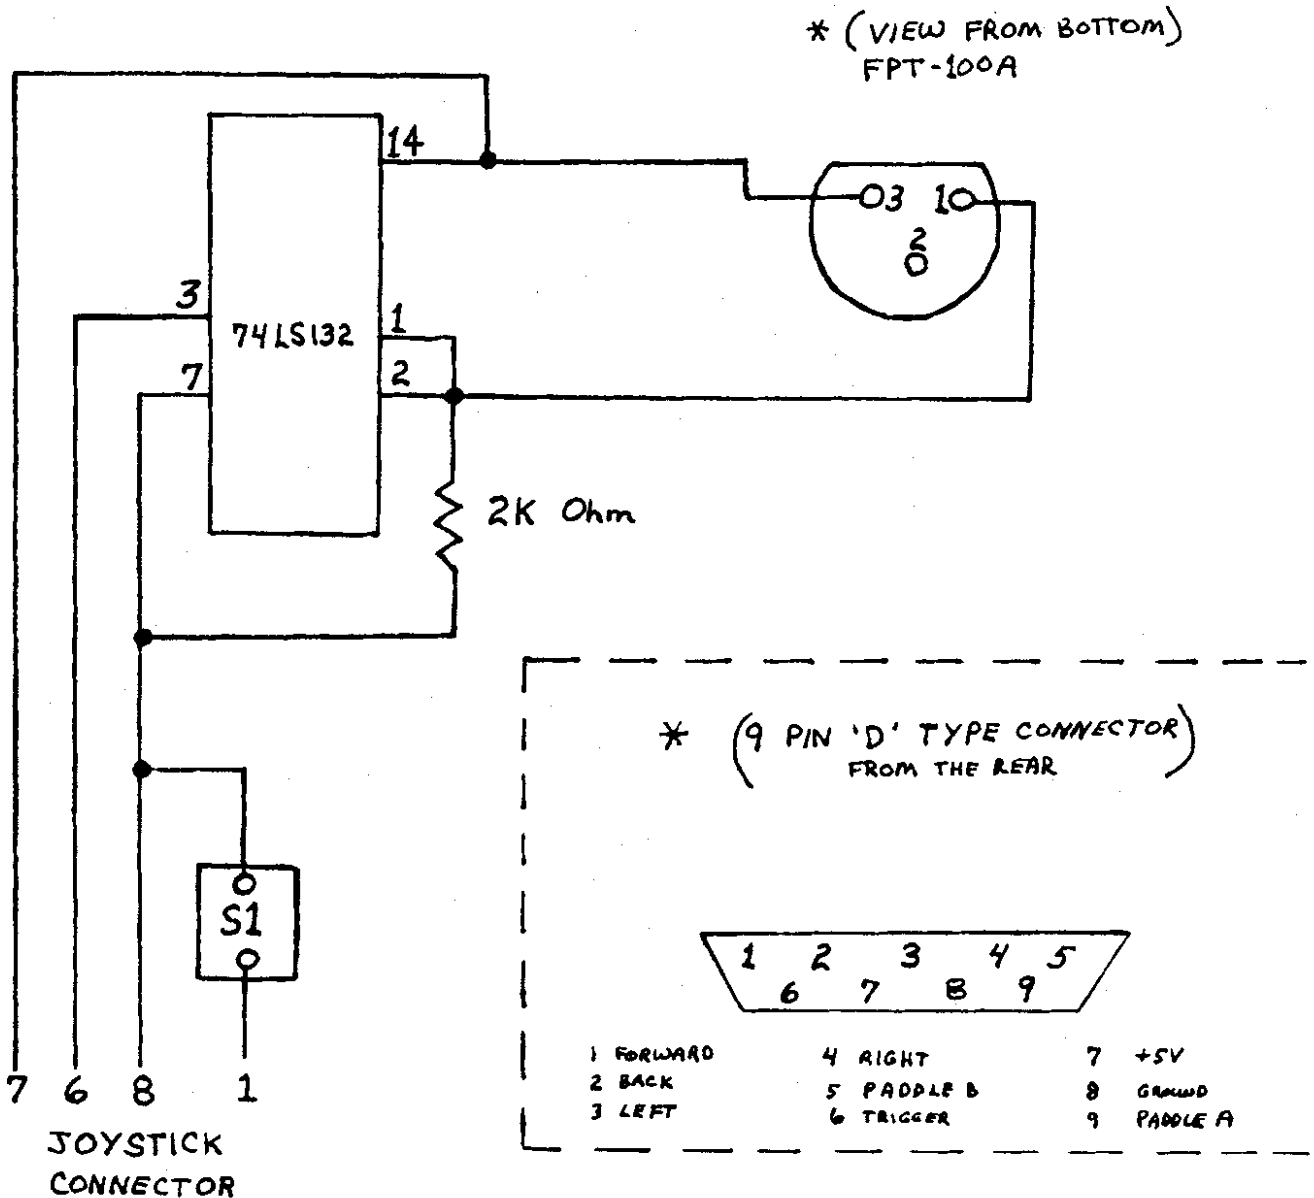 * (VIEW FROM BOTTOM)
FPT-100A
14
3 1
2
3
1
74LS132
7
2
2K Ohm
* (9 PIN 'D' TYPE CONNECTOR)
FROM THE REAR
S1
1 2 3 4 5
6 7 8 9
1 FORWARD 4 RIGHT 7 +5V
2 BACK 5 PADDLE B 8 GROUND
3 LEFT 6 TRIGGER 9 PADDLE A
7 6 8 1
JOYSTICK
CONNECTOR